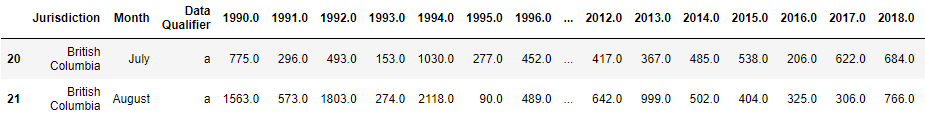 Jurisdiction Month Data Qualifier 1990.0 1991.0 1992.0 1993.0 1994.0 1995.0 1996.0 ... 2012.0 2013.0 2014.0 2015.0 2016.0 2017.0 2018.0
20 British Columbia July a 775.0 296.0 493.0 153.0 1030.0 277.0 452.0 ... 417.0 367.0 485.0 538.0 206.0 622.0 684.0
21 British Columbia August a 1563.0 573.0 1803.0 274.0 2118.0 90.0 489.0 ... 642.0 999.0 502.0 404.0 325.0 306.0 766.0